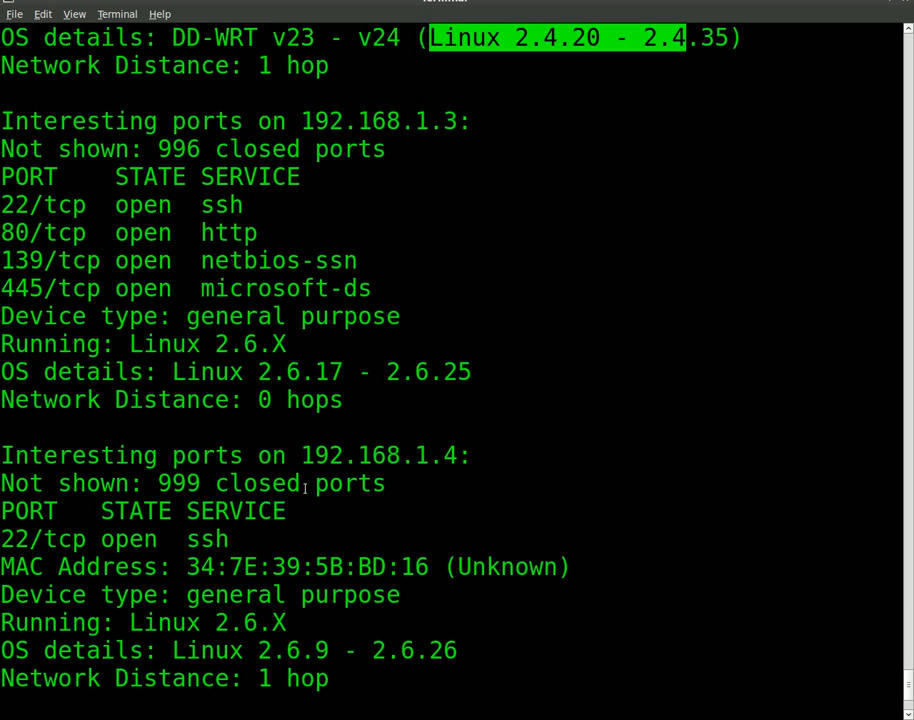 File Edit View Terminal Help
OS details: DD-WRT v23 - v24 (Linux 2.4.20 - 2.4.35)
Network Distance: 1 hop
Interesting ports on 192.168.1.3:
Not shown: 996 closed ports
PORT    STATE SERVICE
22/tcp  open  ssh
80/tcp  open  http
139/tcp open  netbios-ssn
445/tcp open  microsoft-ds
Device type: general purpose
Running: Linux 2.6.X
OS details: Linux 2.6.17 - 2.6.25
Network Distance: 0 hops
Interesting ports on 192.168.1.4:
Not shown: 999 closed ports
PORT   STATE SERVICE
22/tcp open  ssh
MAC Address: 34:7E:39:5B:BD:16 (Unknown)
Device type: general purpose
Running: Linux 2.6.X
OS details: Linux 2.6.9 - 2.6.26
Network Distance: 1 hop